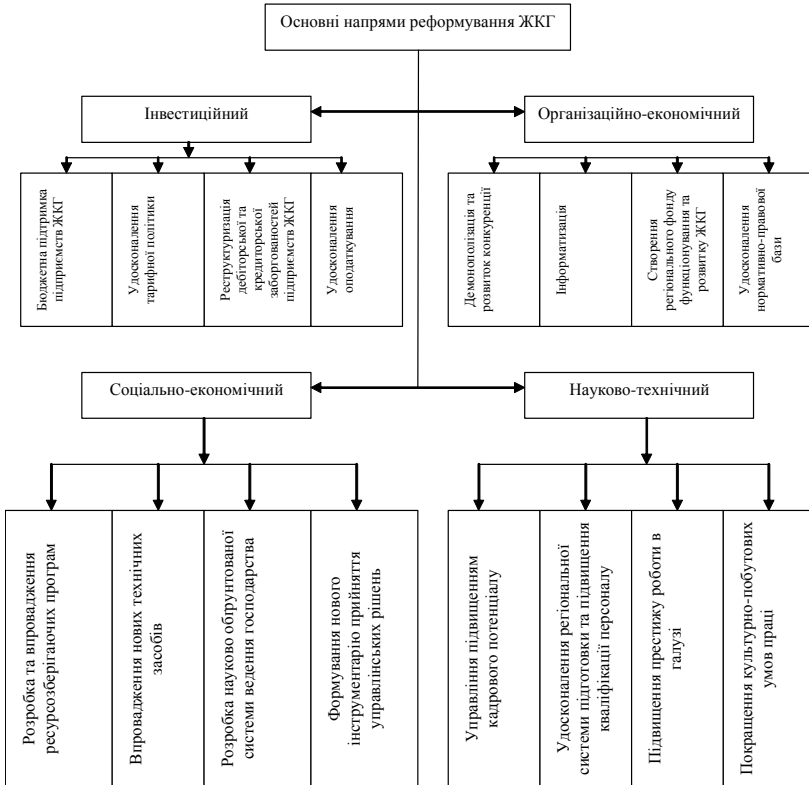 Основні напрями реформування ЖКГ
Інвестиційний
Організаційно-економічний
Бюджетна підтримка
підприємств ЖКГ
Удосконалення
тарифної політики
Реструктуризація
дебіторської та
кредиторської
заборгованостей
підприємств ЖКГ
Удосконалення
оподаткування
Демонополізація та
розвиток конкуренції
Інформатизація
Створення
регіонального фонду
функціонування та
розвитку ЖКГ
Удосконалення
нормативно-правової
бази
Соціально-економічний
Науково-технічний
Розробка та впровадження
ресурсозберігаючих програм
Впровадження нових технічних
засобів
Розробка науково обґрунтованої
системи ведення господарства
Формування нового
інструментарію прийняття
управлінських рішень
Управління підвищенням
кадрового потенціалу
Удосконалення регіональної
системи підготовки та підвищення
кваліфікації персоналу
Підвищення престижу роботи в
галузі
Покращення культурно-побутових
умов праці